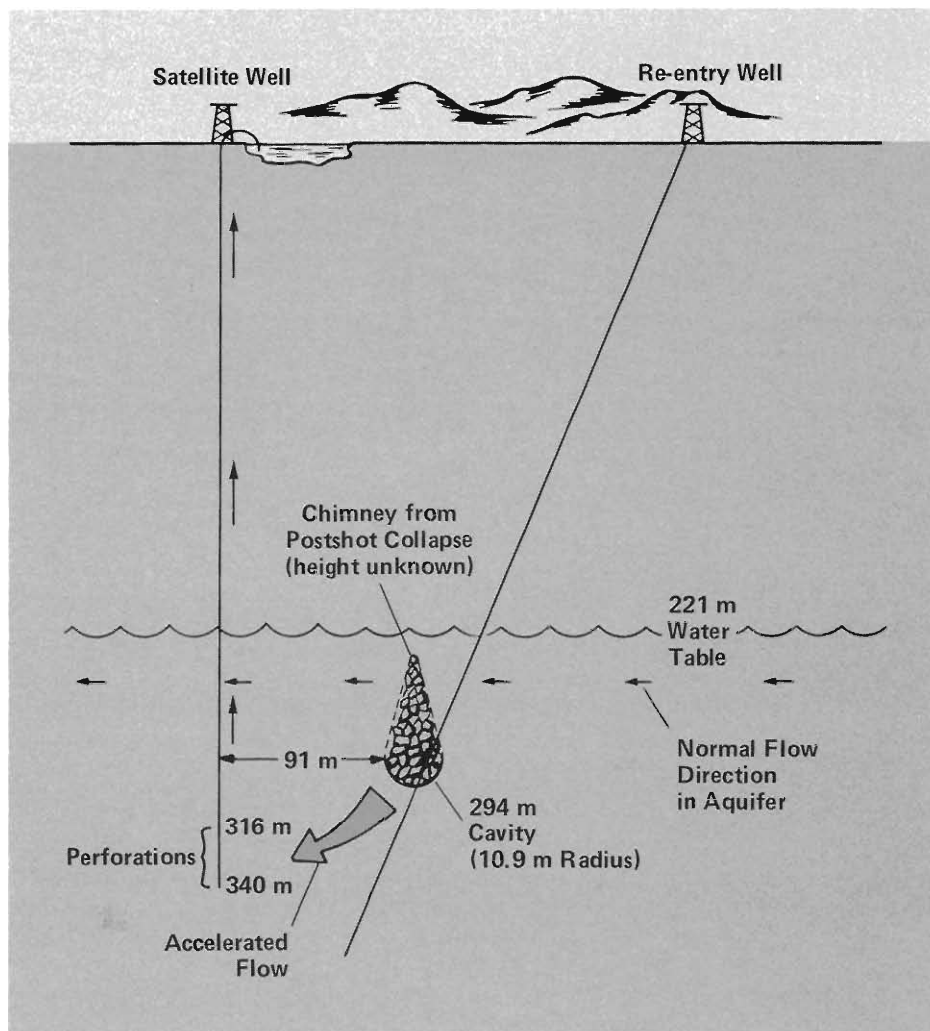 Satellite Well
Re-entry Well
Chimney from
Postshot Collapse
(height unknown)
221 m
Water
Table
91 m
Normal Flow
Direction
in Aquifer
294 m
Cavity
(10.9 m Radius)
316 m
Perforations
340 m
Accelerated
Flow